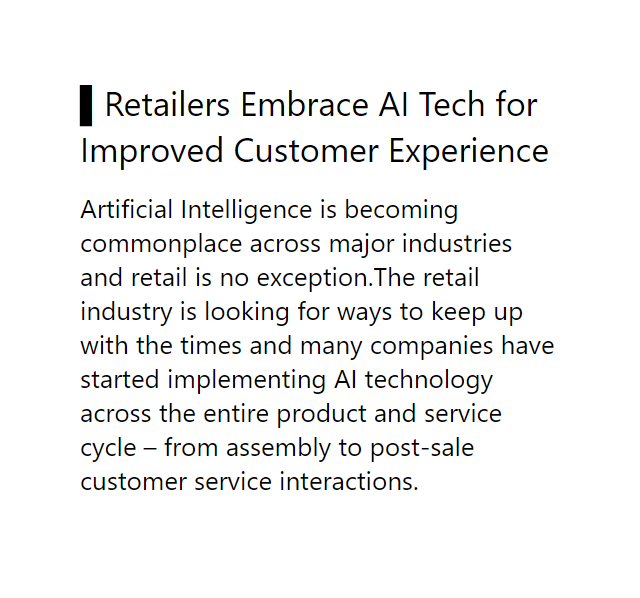 Retailers Embrace AI Tech for
Improved Customer Experience
Artificial Intelligence is becoming
commonplace across major industries
and retail is no exception.The retail
industry is looking for ways to keep up
with the times and many companies have
started implementing AI technology
across the entire product and service
cycle – from assembly to post-sale
customer service interactions.